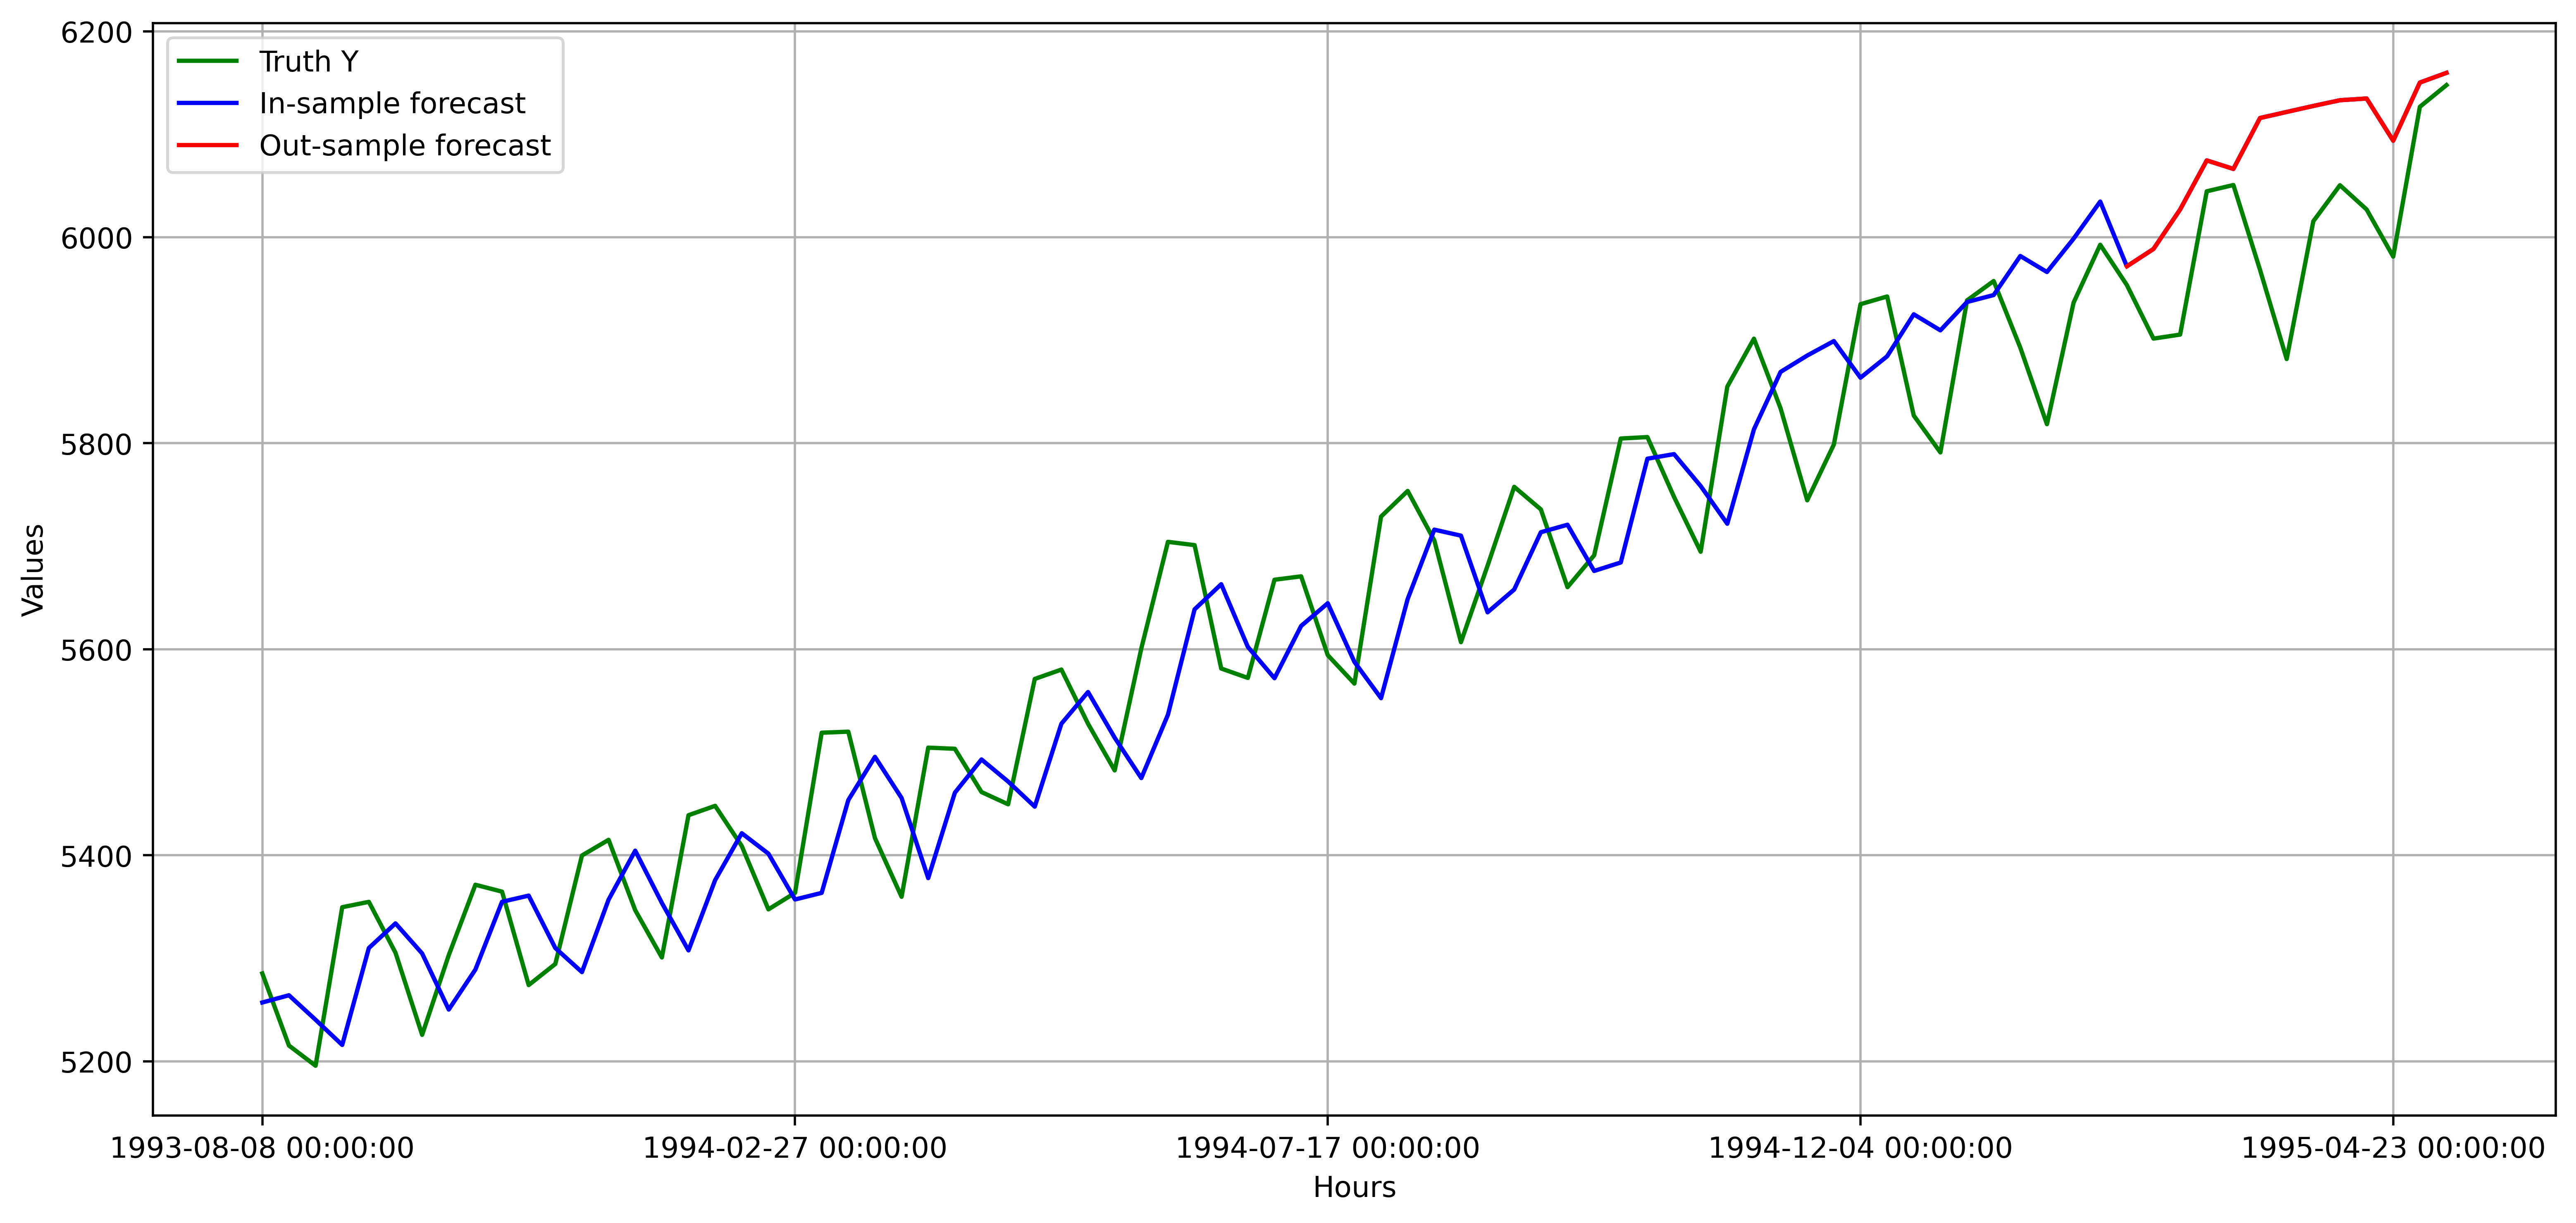 6200
6000
5800
5600
5400
5200
Values
Truth Y
In-sample forecast
Out-sample forecast
1993-08-08 00:00:00
1994-02-27 00:00:00
1994-07-17 00:00:00
1994-12-04 00:00:00
1995-04-23 00:00:00
Hours